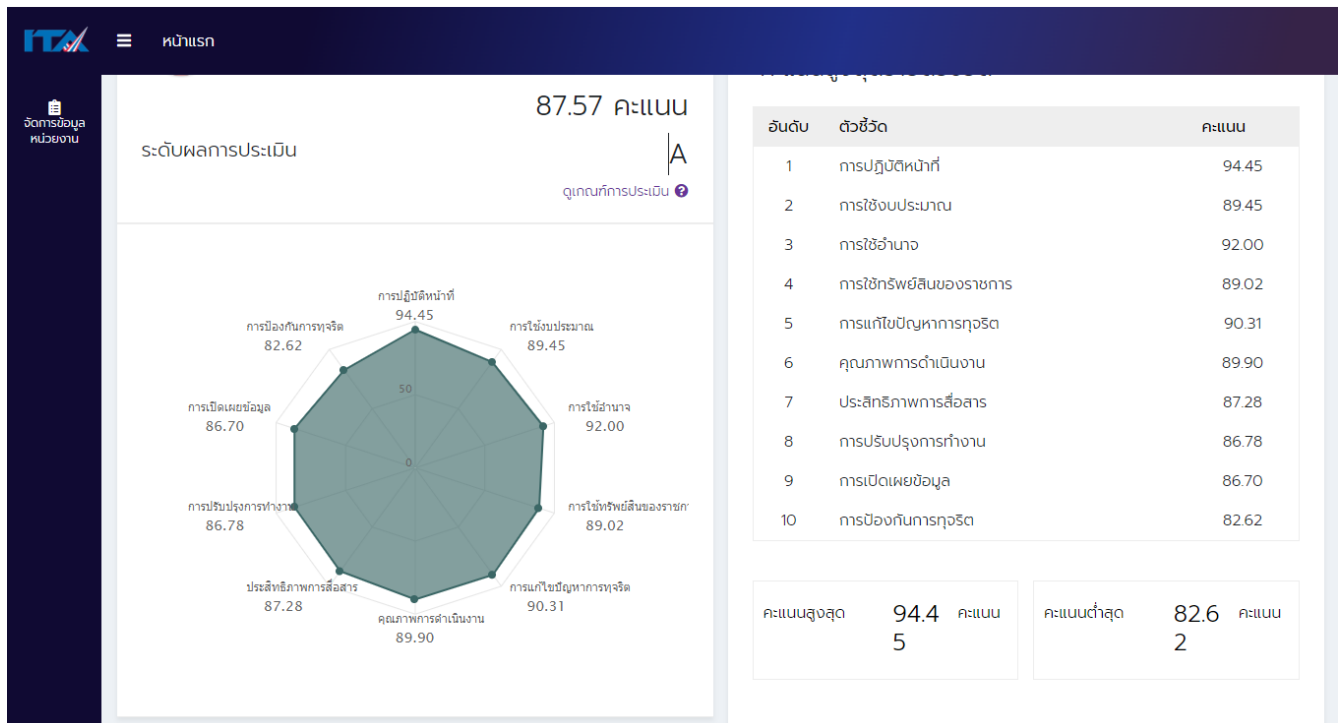 ITA
หน้าแรก
จัดการข้อมูล
หน่วยงาน
87.57 คะแนน
ระดับผลการประเมิน
A
ดูเกณฑ์การประเมิน ?
การปฏิบัติหน้าที่
94.45
การป้องกันการทุจริต
82.62
การใช้งบประมาณ
89.45
50
การเปิดเผยข้อมูล
86.70
การใช้อำนาจ
92.00
0
การปรับปรุงการทำงาน
86.78
การใช้ทรัพย์สินของราชกา
89.02
ประสิทธิภาพการสื่อสาร
87.28
การแก้ไขปัญหาการทุจริต
90.31
คุณภาพการดำเนินงาน
89.90
อันดับ ตัวชี้วัด คะแนน
1 การปฏิบัติหน้าที่ 94.45
2 การใช้งบประมาณ 89.45
3 การใช้อำนาจ 92.00
4 การใช้ทรัพย์สินของราชการ 89.02
5 การแก้ไขปัญหาการทุจริต 90.31
6 คุณภาพการดำเนินงาน 89.90
7 ประสิทธิภาพการสื่อสาร 87.28
8 การปรับปรุงการทำงาน 86.78
9 การเปิดเผยข้อมูล 86.70
10 การป้องกันการทุจริต 82.62
คะแนนสูงสุด 94.4 คะแนน
5
คะแนนต่ำสุด 82.6 คะแนน
2